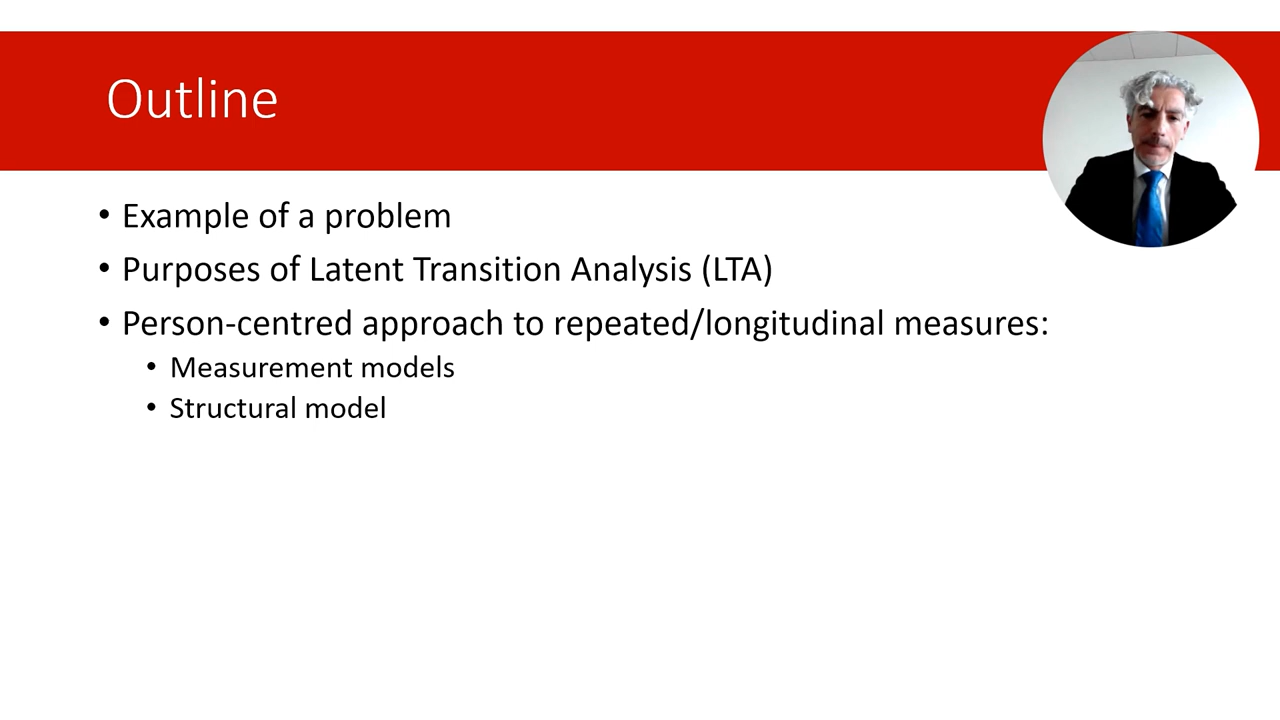 Outline
• Example of a problem
• Purposes of Latent Transition Analysis (LTA)
• Person-centred approach to repeated/longitudinal measures:
• Measurement models
• Structural model